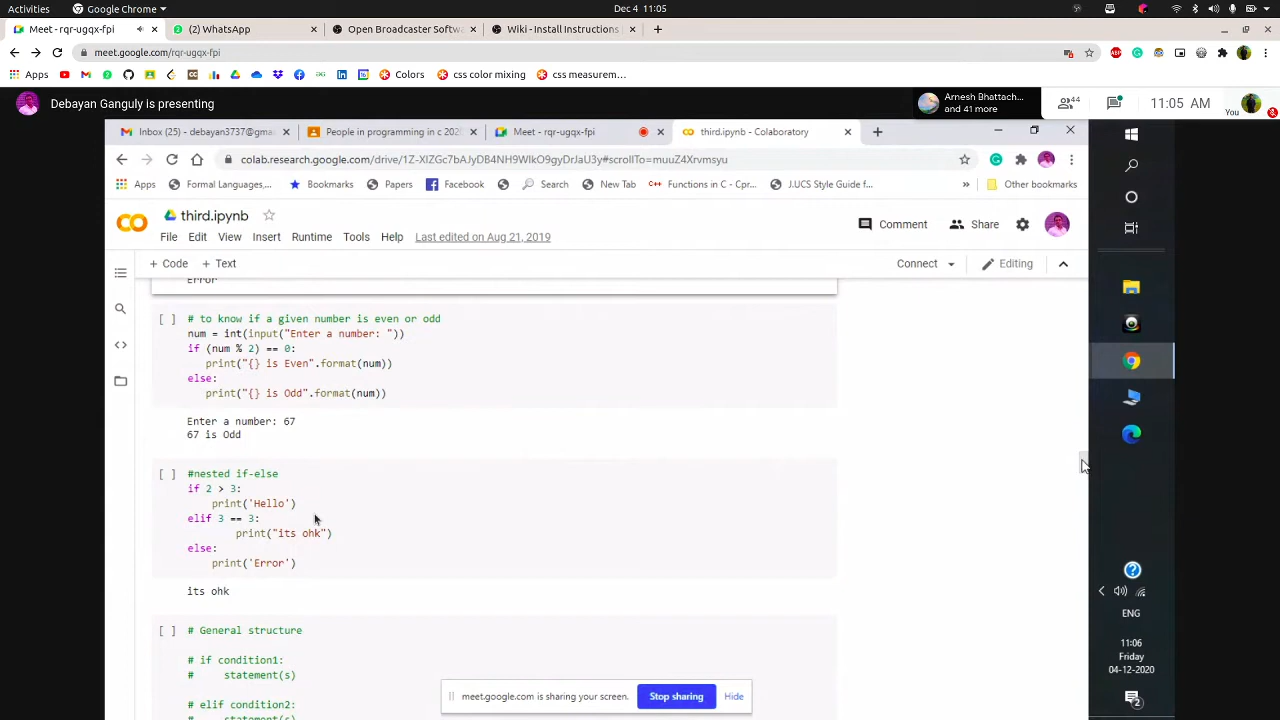 Activities
Google Chrome
Dec 4 11:05
Meet - rqr-ugqx-fpi
(2) WhatsApp
Open Broadcaster Softwa
Wiki - Install Instructions
meet.google.com/rqr-ugqx-fpi
Apps
Colors
css color mixing
css measurem…
Debayan Ganguly is presenting
Arnesh Bhattach…
and 41 more
44
11:05 AM
You
Inbox (25) - debayan3737@gma
People in programming in c 202
Meet - rqr-ugqx-fpi
third.ipynb - Colaboratory
colab.research.google.com/drive/1Z-XlZGc7bAJyDB4NH9WlkO9gyDrJaU3y#scrollTo=muuZ4Xrvmsyu
Apps
Formal Languages,...
Bookmarks
Papers
Facebook
Search
New Tab
Functions in C - Cpr...
J.UCS Style Guide f...
Other bookmarks
third.ipynb
File Edit View Insert Runtime Tools Help Last edited on Aug 21, 2019
Comment
Share
+ Code + Text
Connect
Editing
Error
[ ] # to know if a given number is even or odd
num = int(input("Enter a number: "))
if (num % 2) == 0:
print("{} is Even".format(num))
else:
print("{} is Odd".format(num))
Enter a number: 67
67 is Odd
[ ] #nested if-else
if 2 > 3:
print('Hello')
elif 3 == 3:
print("its ohk")
else:
print('Error')
its ohk
[ ] # General structure
# if condition1:
# statement(s)
# elif condition2:
# statement(s)
meet.google.com is sharing your screen.
Stop sharing
Hide
ENG
11:06
Friday
04-12-2020
2